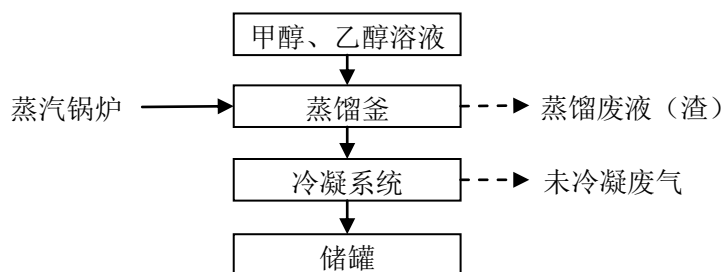 甲醇、乙醇溶液
蒸汽锅炉
蒸馏釜
蒸馏废液（渣）
冷凝系统
未冷凝废气
储罐